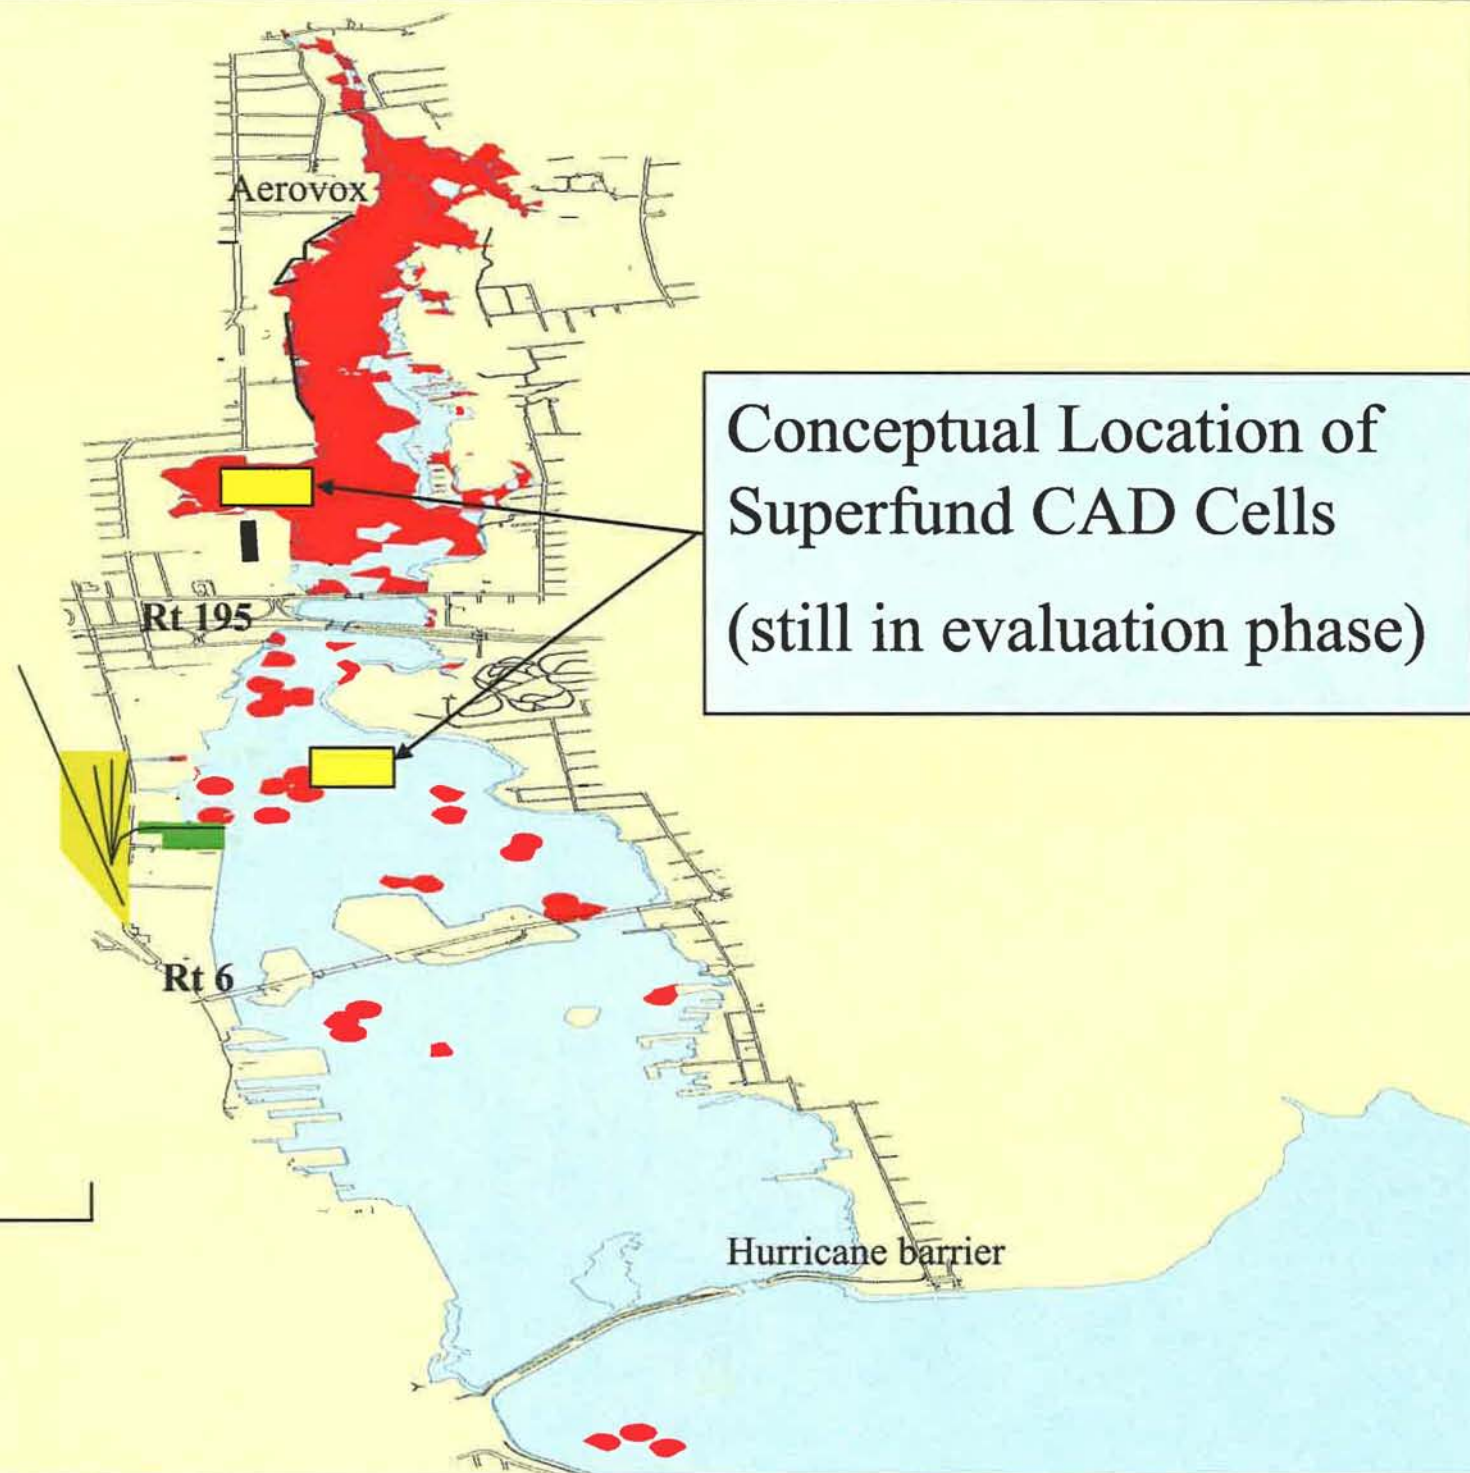 Aerovox
Conceptual Location of
Superfund CAD Cells
(still in evaluation phase)
Rt 195
Rt 6
Hurricane barrier